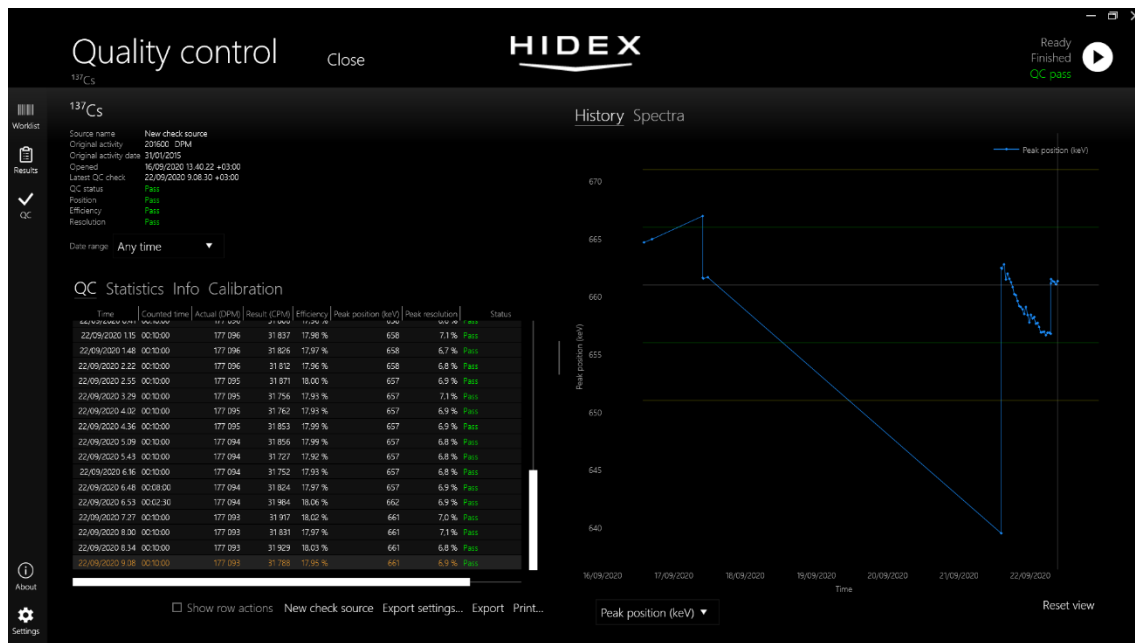 Quality control
Close
HIDEX
Ready
Finished
QC pass
137Cs
Worklist
Results
QC
About
Settings
137Cs
Source name New check source
Original activity 201600 DPM
Original activity date 31/01/2015
Opened 16/09/2020 13.40.22 +03:00
Latest QC check 22/09/2020 9.08.30 +03:00
QC status Pass
Position Pass
Efficiency Pass
Resolution Pass
Date range Any time
QC Statistics Info Calibration
Time Counted time Actual (DPM) Result (CPM) Efficiency Peak position (keV) Peak resolution Status
22/09/2020 1.15 00:10:00 177 096 31 837 17,98 % 658 7.1 % Pass
22/09/2020 1.48 00:10:00 177 096 31 826 17,97 % 658 6,7 % Pass
22/09/2020 2.22 00:10:00 177 096 31 812 17,96 % 658 6,8 % Pass
22/09/2020 2.55 00:10:00 177 095 31 871 18,00 % 657 6,9 % Pass
22/09/2020 3.29 00:10:00 177 095 31 756 17,93 % 657 7,1 % Pass
22/09/2020 4.02 00:10:00 177 095 31 762 17,93 % 657 6,9 % Pass
22/09/2020 4.36 00:10:00 177 095 31 853 17,99 % 657 6,9 % Pass
22/09/2020 5.09 00:10:00 177 094 31 856 17,99 % 657 6,8 % Pass
22/09/2020 5.43 00:10:00 177 094 31 727 17,92 % 657 6,8 % Pass
22/09/2020 6.16 00:10:00 177 094 31 752 17,93 % 657 6,8 % Pass
22/09/2020 6.48 00:08:00 177 094 31 824 17,97 % 657 6,9 % Pass
22/09/2020 6.53 00:02:30 177 094 31 984 18,06 % 662 6,9 % Pass
22/09/2020 7.27 00:10:00 177 093 31 917 18,02 % 661 7,0 % Pass
22/09/2020 8.00 00:10:00 177 093 31 831 17,97 % 661 7,1 % Pass
22/09/2020 8.34 00:10:00 177 093 31 929 18,03 % 661 6,8 % Pass
22/09/2020 9.08 00:10:00 177 093 31 788 17,95 % 661 6,9 % Pass
Show row actions New check source Export settings... Export Print...
History Spectra
Peak position (keV)
670
665
660
655
650
645
640
Peak position (keV)
16/09/2020 17/09/2020 18/09/2020 19/09/2020 20/09/2020 21/09/2020 22/09/2020
Time
Peak position (keV)
Reset view